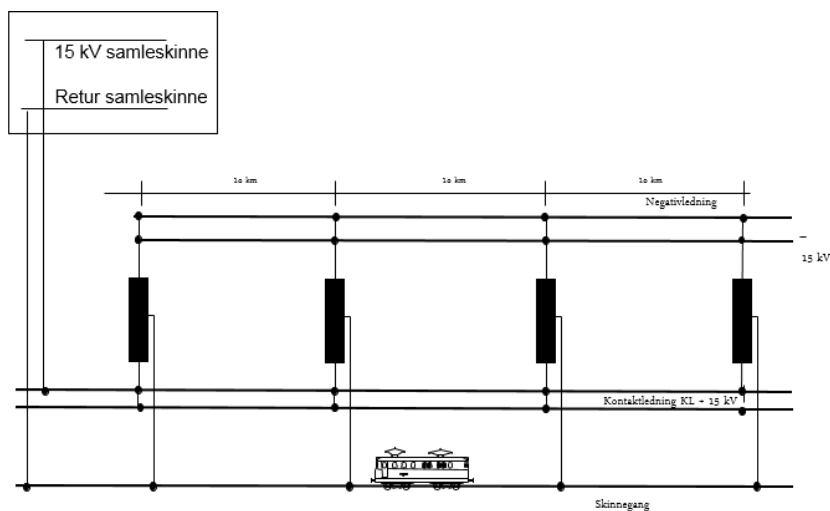 15 kV samleskinne
Retur samleskinne
10 km 10 km 10 km
Negativledning
–
15 kV
Kontaktledning KL + 15 kV
Skinnegang